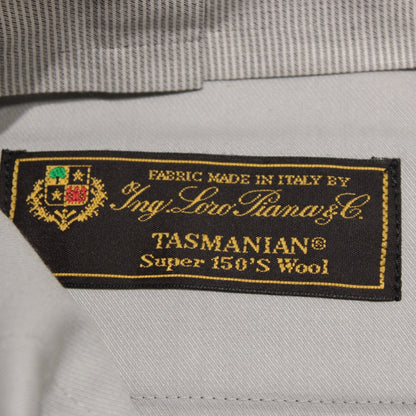 FABRIC MADE IN ITALY BY
Ing. Loro Piana & C.
TASMANIAN®
Super 150'S Wool